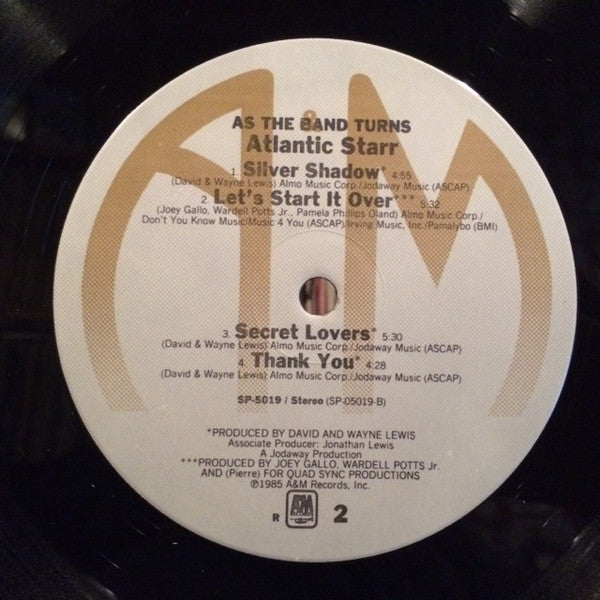 A&M
AS THE BAND TURNS
Atlantic Starr
1. Silver Shadow* 4:55
(David & Wayne Lewis) Almo Music Corp./Jodaway Music (ASCAP)
2. Let's Start It Over*** 5:32
(Joey Gallo, Wardell Potts Jr., Pamela Phillips Oland) Almo Music Corp./
Don't You Know Music/Music 4 You (ASCAP)/Irving Music, Inc./Pamalybo (BMI)
3. Secret Lovers* 5:30
(David & Wayne Lewis) Almo Music Corp./Jodaway Music (ASCAP)
4. Thank You* 4:28
(David & Wayne Lewis) Almo Music Corp./Jodaway Music (ASCAP)
SP-5019 / Stereo (SP-05019-B)
*PRODUCED BY DAVID AND WAYNE LEWIS
Associate Producer: Jonathan Lewis
A Jodaway Production
***PRODUCED BY JOEY GALLO, WARDELL POTTS Jr.
AND (Pierre) FOR QUAD SYNC PRODUCTIONS
℗1985 A&M Records, Inc.
R A&M RECORDS 2